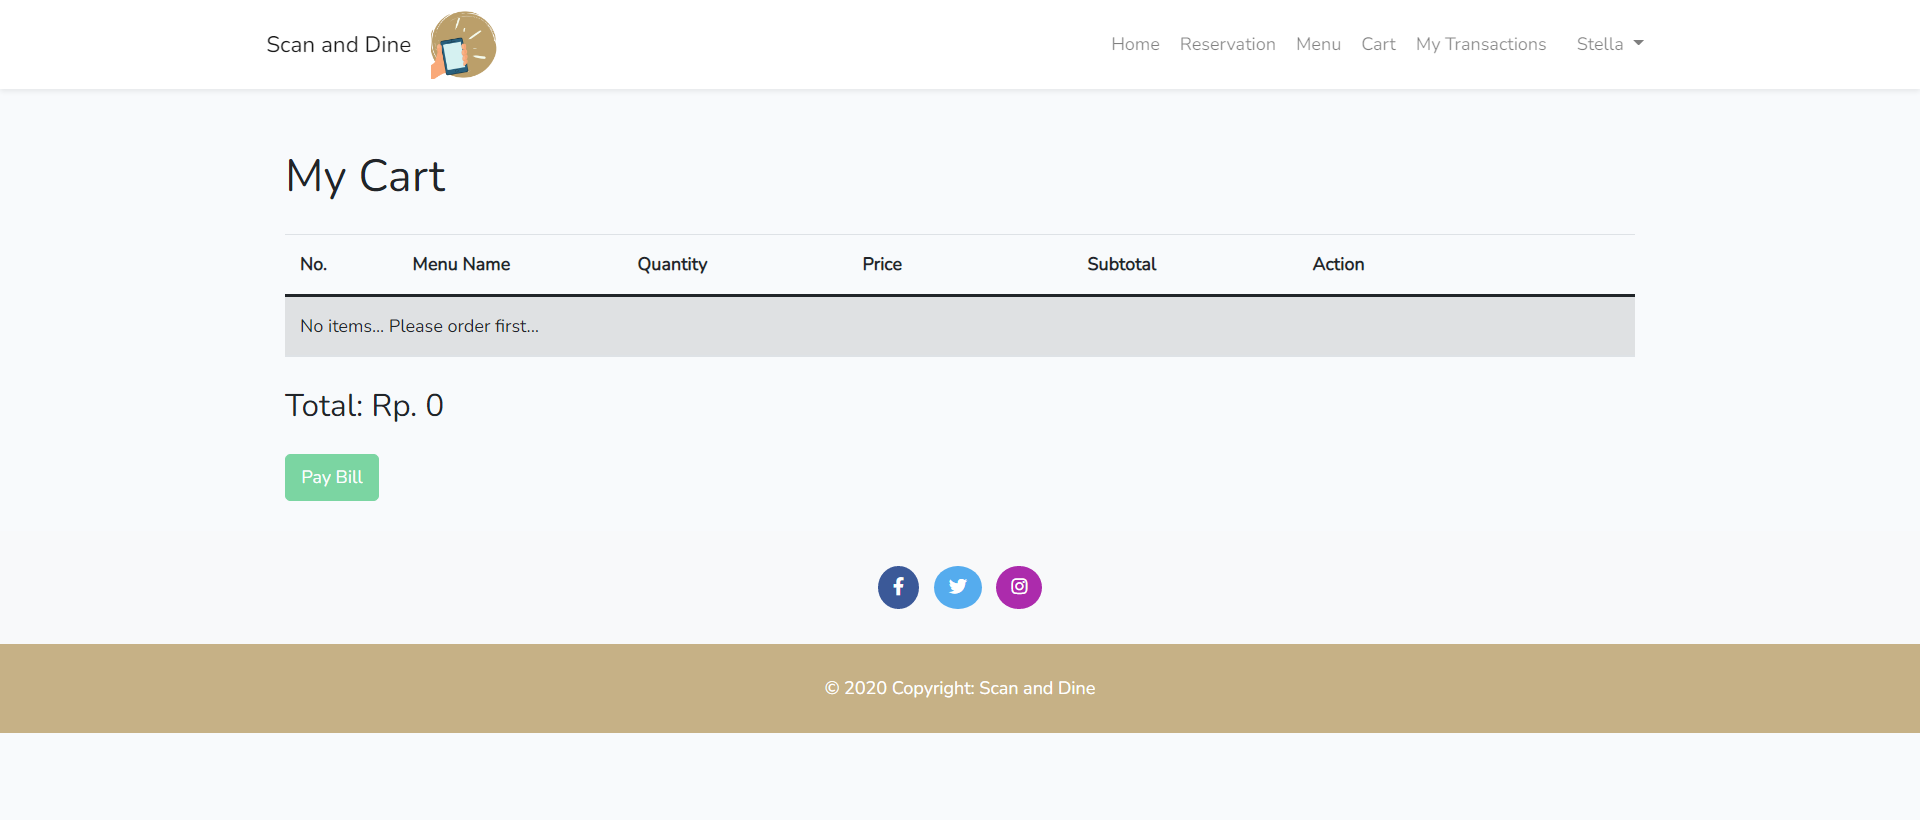 Scan and Dine
Home Reservation Menu Cart My Transactions Stella
My Cart
No. Menu Name Quantity Price Subtotal Action
No items... Please order first...
Total: Rp. 0
Pay Bill
© 2020 Copyright: Scan and Dine